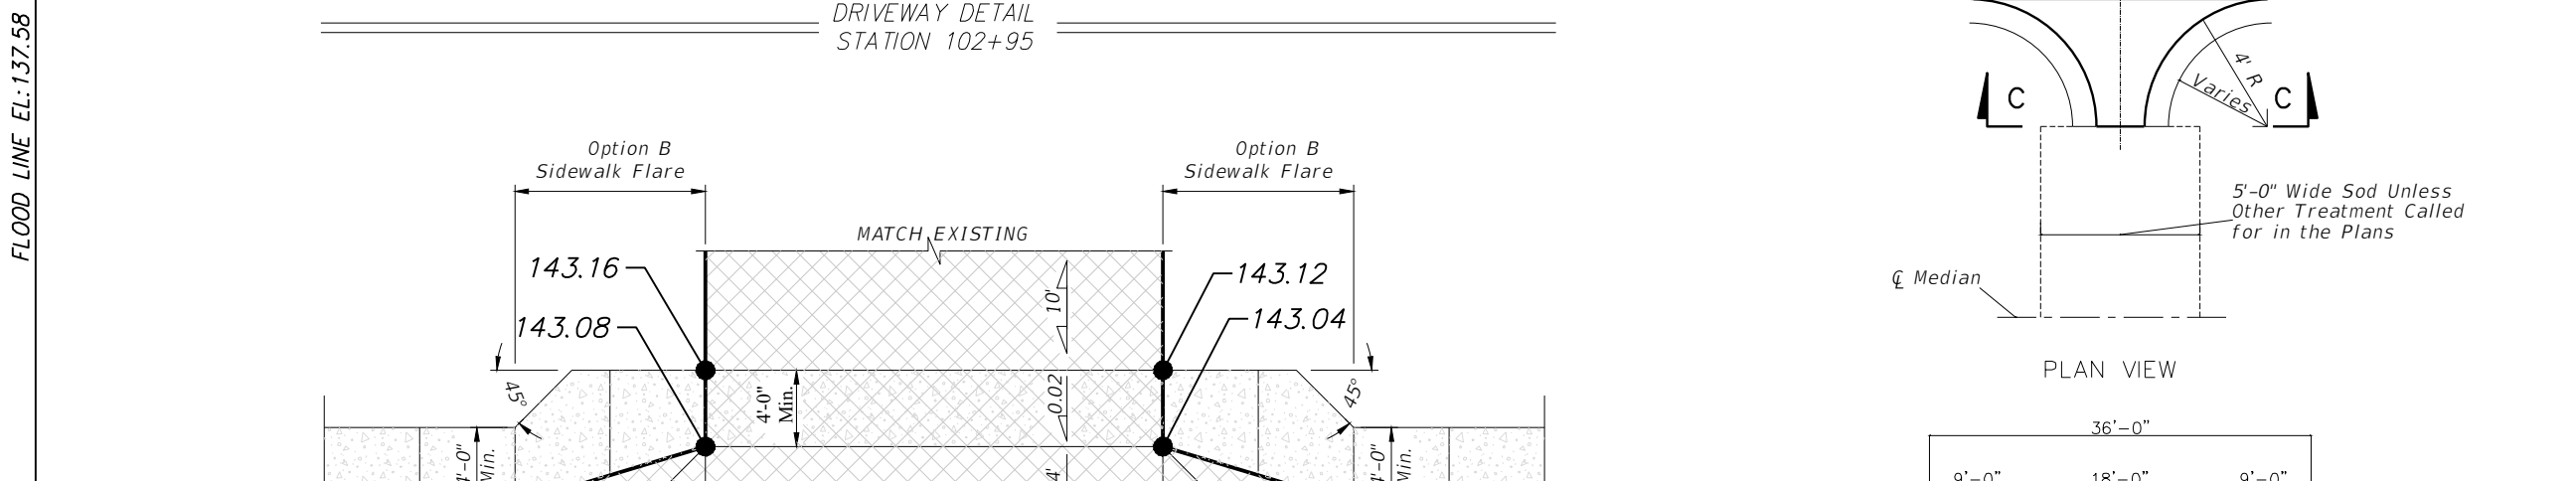 FLOOD LINE EL:137.58
DRIVEWAY DETAIL
STATION 102+95
Option B
Sidewalk Flare
Option B
Sidewalk Flare
MATCH EXISTING
143.16
143.08
143.12
143.04
10'
0.02
4'-0"
Min.
45°
45°
4'-0"
Min.
4'
4'-0"
Min.
4' R
Varies
C
C
5'-0" Wide Sod Unless
Other Treatment Called
for in the Plans
℄ Median
PLAN VIEW
36'-0"
9'-0"
18'-0"
9'-0"